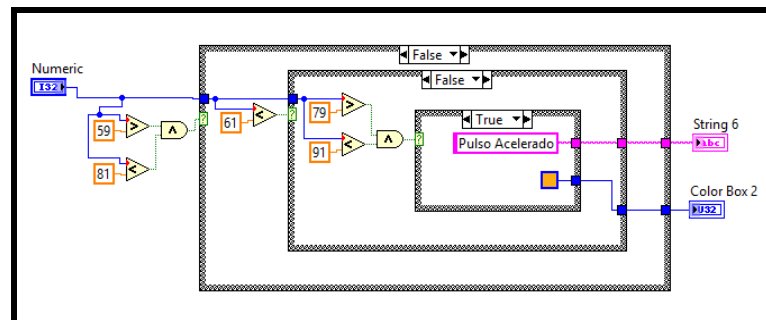 False
Numeric
False
I32
59
81
61
79
91
True
Pulso Acelerado
String 6
abc
Color Box 2
U32